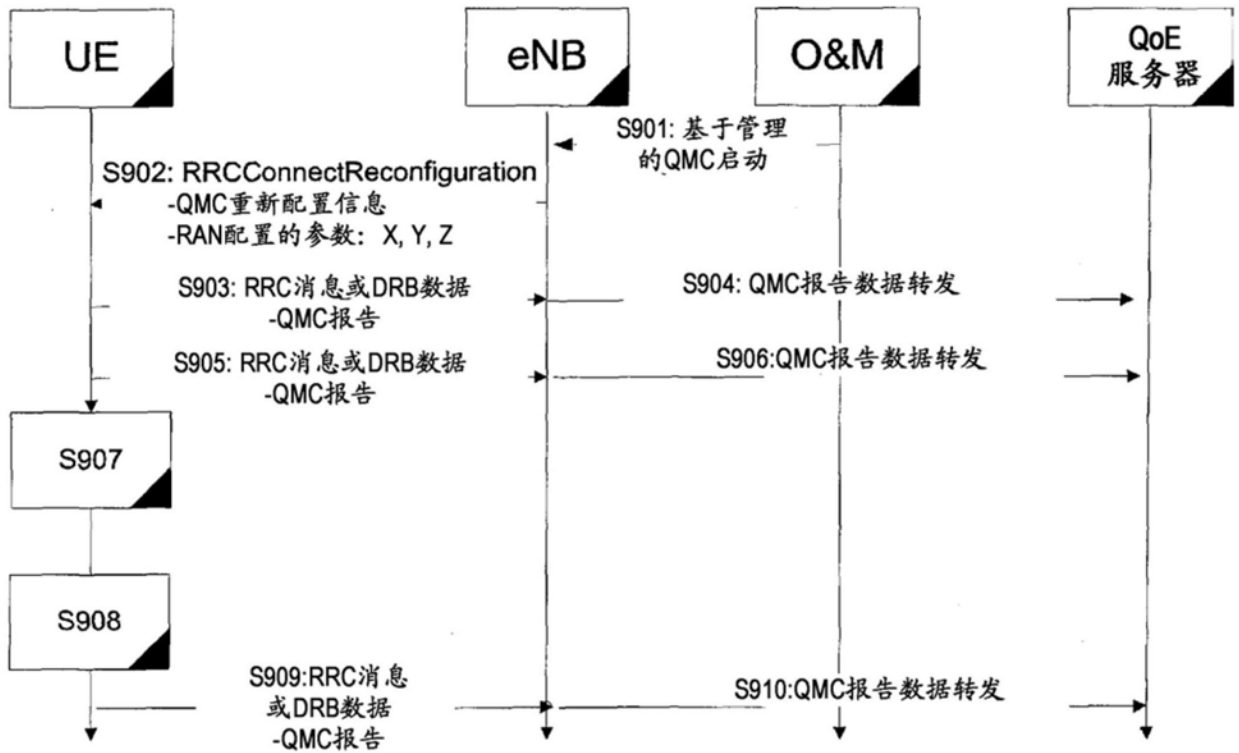 UE
eNB
O&M
QoE
服务器
S901: 基于管理
的QMC启动
S902: RRCConnectReconfiguration
-QMC重新配置信息
-RAN配置的参数: X, Y, Z
S903: RRC消息或DRB数据
-QMC报告
S904: QMC报告数据转发
S905: RRC消息或DRB数据
-QMC报告
S906:QMC报告数据转发
S907
S908
S909:RRC消息
或DRB数据
-QMC报告
S910:QMC报告数据转发